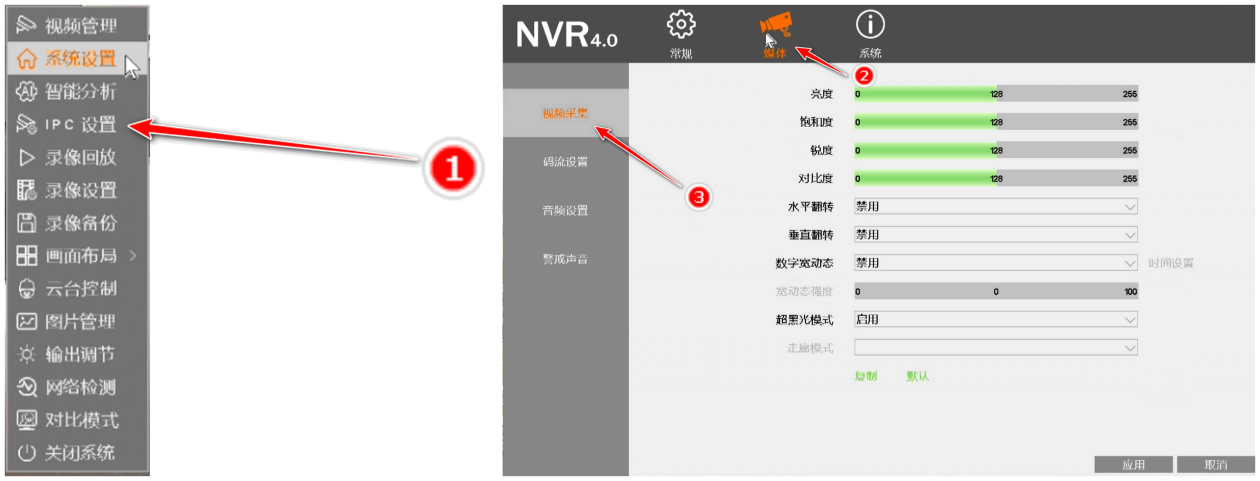 视频管理
系统设置
智能分析
IPC 设置
录像回放
录像设置
录像备份
画面布局 >
云台控制
图片管理
输出调节
网络检测
对比模式
关闭系统
1
NVR4.0
常规
媒体
系统
2
视频采集
码流设置
音频设置
警戒声音
3
亮度 0 128 255
饱和度 0 128 255
锐度 0 128 255
对比度 0 128 255
水平翻转 禁用
垂直翻转 禁用
数字宽动态 禁用 时间设置
宽动态强度 0 0 100
超黑光模式 启用
走廊模式
复制 默认
应用 取消